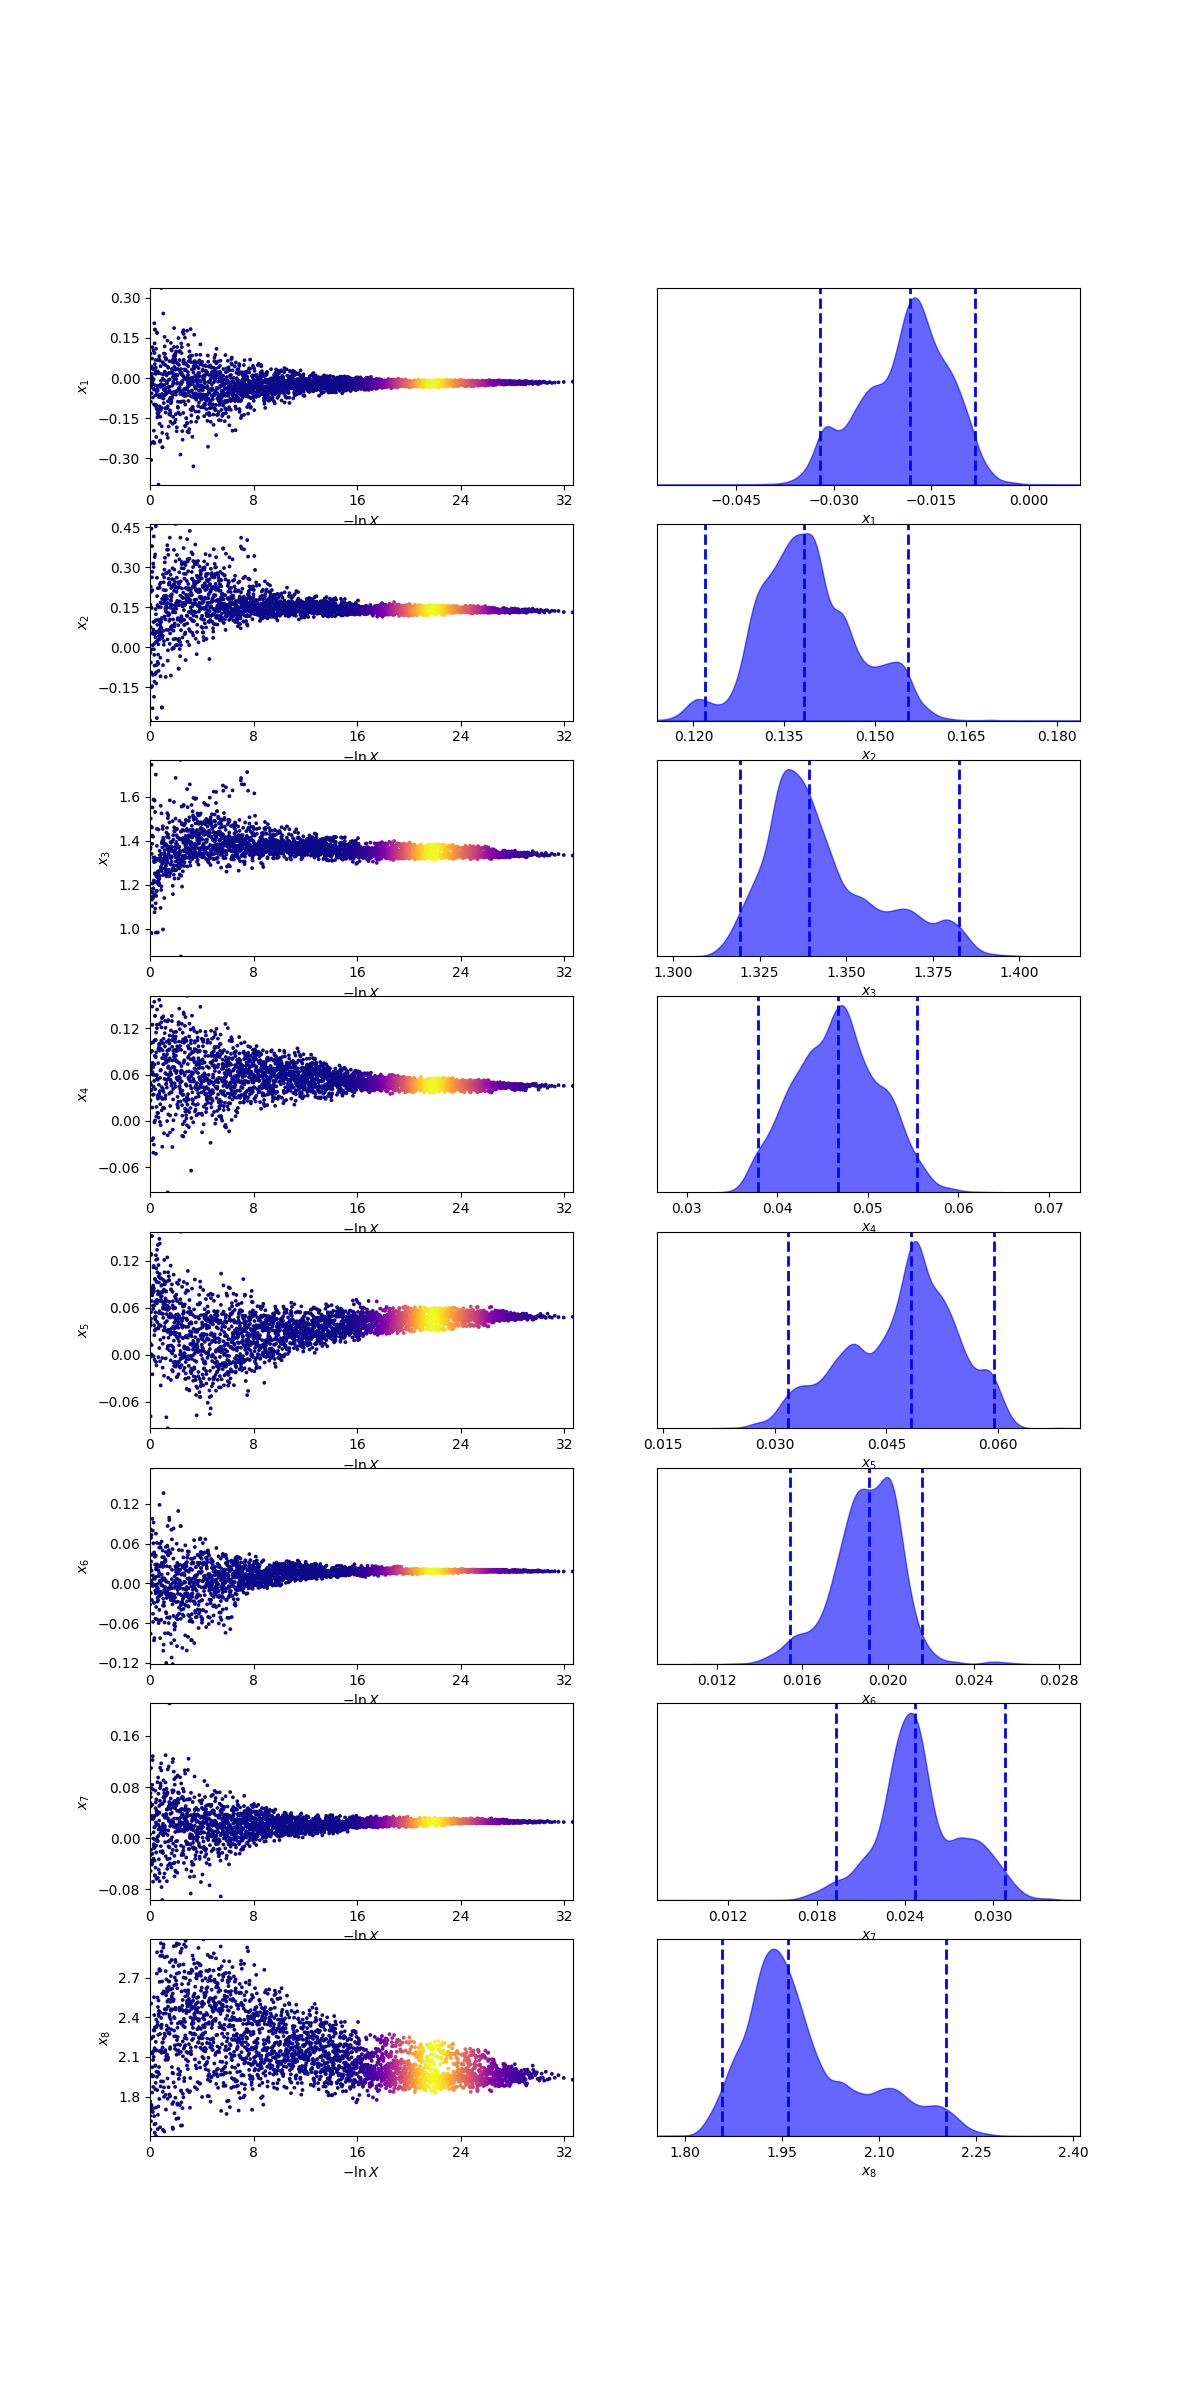 0.30
0.15
0.00
−0.15
−0.30
x₁
0 8 16 24 32
−ln X
−0.045 −0.030 −0.015 0.000
x₁
0.45
0.30
0.15
0.00
−0.15
x₂
0 8 16 24 32
−ln X
0.120 0.135 0.150 0.165 0.180
x₂
1.6
1.4
1.2
1.0
x₃
0 8 16 24 32
−ln X
1.300 1.325 1.350 1.375 1.400
x₃
0.12
0.06
0.00
−0.06
x₄
0 8 16 24 32
−ln X
0.03 0.04 0.05 0.06 0.07
x₄
0.12
0.06
0.00
−0.06
x₅
0 8 16 24 32
−ln X
0.015 0.030 0.045 0.060
x₅
0.12
0.06
0.00
−0.06
−0.12
x₆
0 8 16 24 32
−ln X
0.012 0.016 0.020 0.024 0.028
x₆
0.16
0.08
0.00
−0.08
x₇
0 8 16 24 32
−ln X
0.012 0.018 0.024 0.030
x₇
2.7
2.4
2.1
1.8
x₈
0 8 16 24 32
−ln X
1.80 1.95 2.10 2.25 2.40
x₈